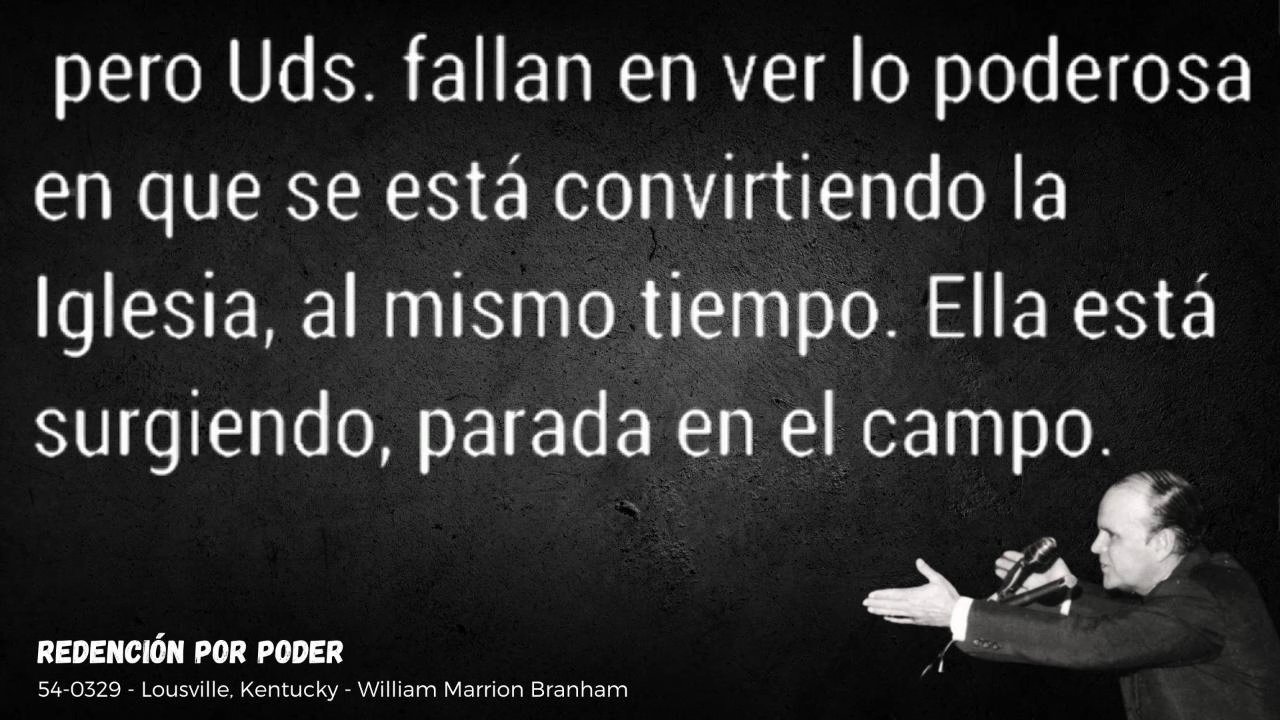 pero Uds. fallan en ver lo poderosa
en que se está convirtiendo la
Iglesia, al mismo tiempo. Ella está
surgiendo, parada en el campo.
REDENCIÓN POR PODER
54-0329 - Lousville, Kentucky - William Marrion Branham